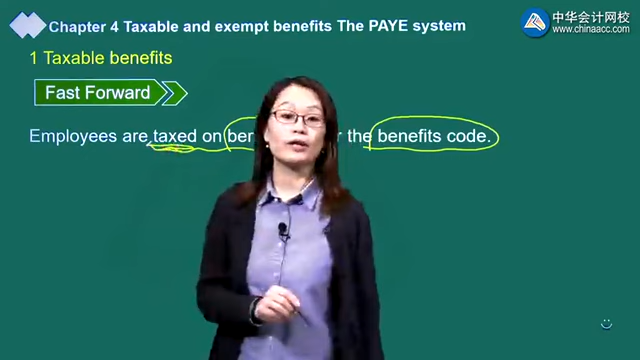 Chapter 4 Taxable and exempt benefits The PAYE system
中华会计网校
www.chinaacc.com
1 Taxable benefits
Fast Forward
Employees are taxed on the benefits code.